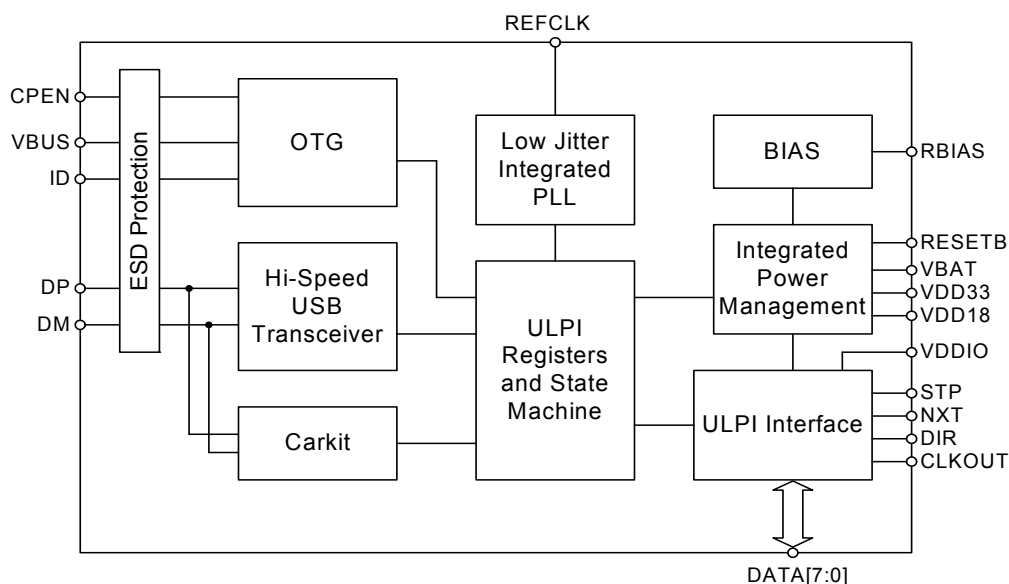 REFCLK
CPEN
VBUS
ID
DP
DM
ESD Protection
OTG
Hi-Speed
USB
Transceiver
Carkit
Low Jitter
Integrated
PLL
ULPI
Registers
and State
Machine
BIAS
Integrated
Power
Management
ULPI Interface
RBIAS
RESETB
VBAT
VDD33
VDD18
VDDIO
STP
NXT
DIR
CLKOUT
DATA[7:0]